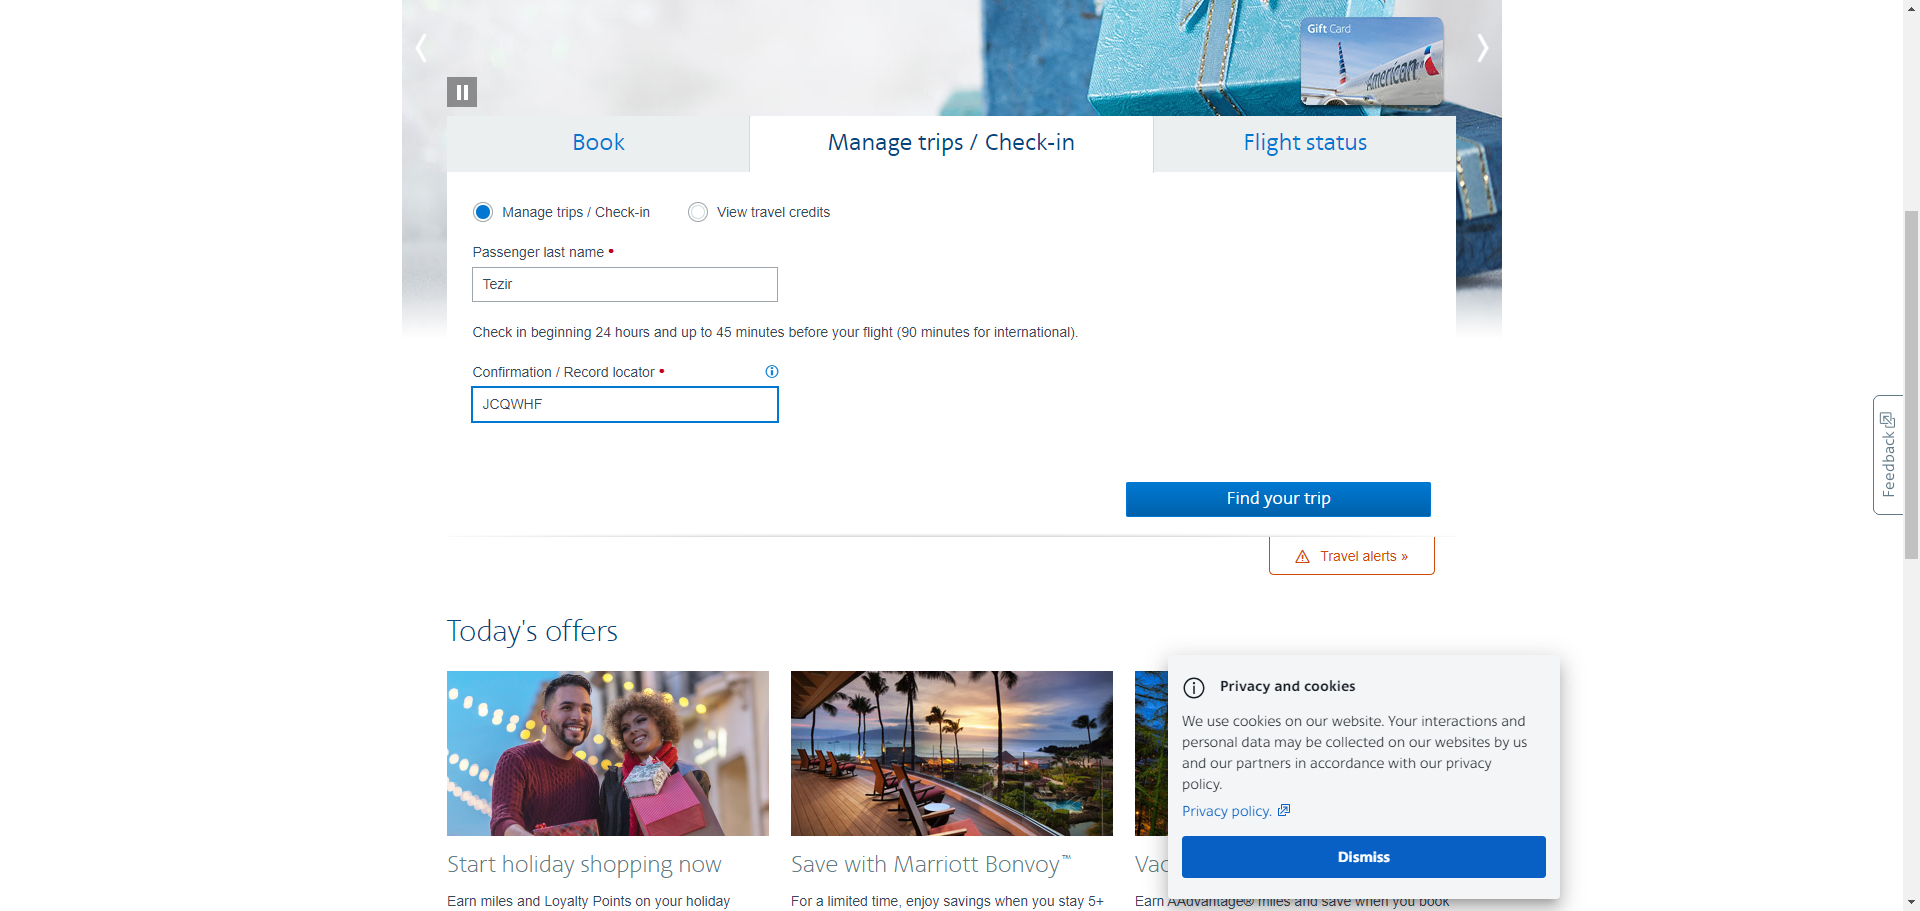 Gift Card
American
Book
Manage trips / Check-in
Flight status
Manage trips / Check-in
View travel credits
Passenger last name •
Tezir
Check in beginning 24 hours and up to 45 minutes before your flight (90 minutes for international).
Confirmation / Record locator •
JCQWHF
Find your trip
Travel alerts »
Feedback
Today's offers
Privacy and cookies
We use cookies on our website. Your interactions and
personal data may be collected on our websites by us
and our partners in accordance with our privacy
policy.
Privacy policy.
Dismiss
Start holiday shopping now
Save with Marriott Bonvoy™
Earn miles and Loyalty Points on your holiday
For a limited time, enjoy savings when you stay 5+
Earn AAdvantage® miles and save when you book